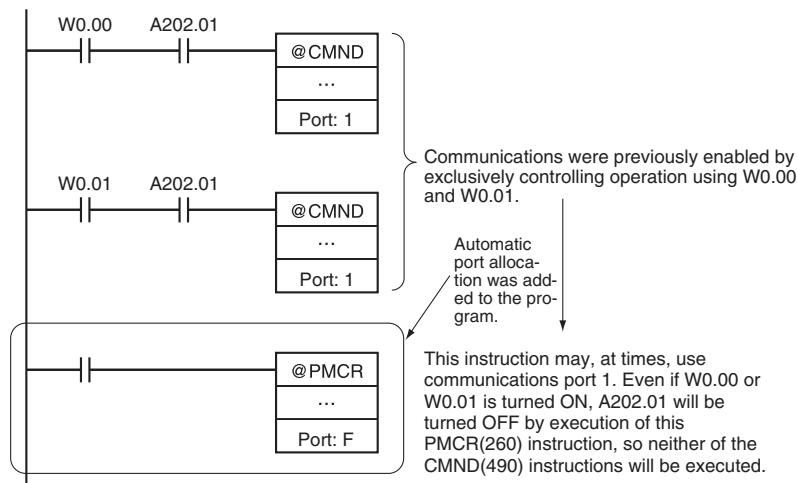 W0.00 A202.01
@CMND
...
Port: 1
W0.01 A202.01
@CMND
...
Port: 1
Communications were previously enabled by
exclusively controlling operation using W0.00
and W0.01.
Automatic
port alloca-
tion was add-
ed to the pro-
gram.
@PMCR
...
Port: F
This instruction may, at times, use
communications port 1. Even if W0.00 or
W0.01 is turned ON, A202.01 will be
turned OFF by execution of this
PMCR(260) instruction, so neither of the
CMND(490) instructions will be executed.